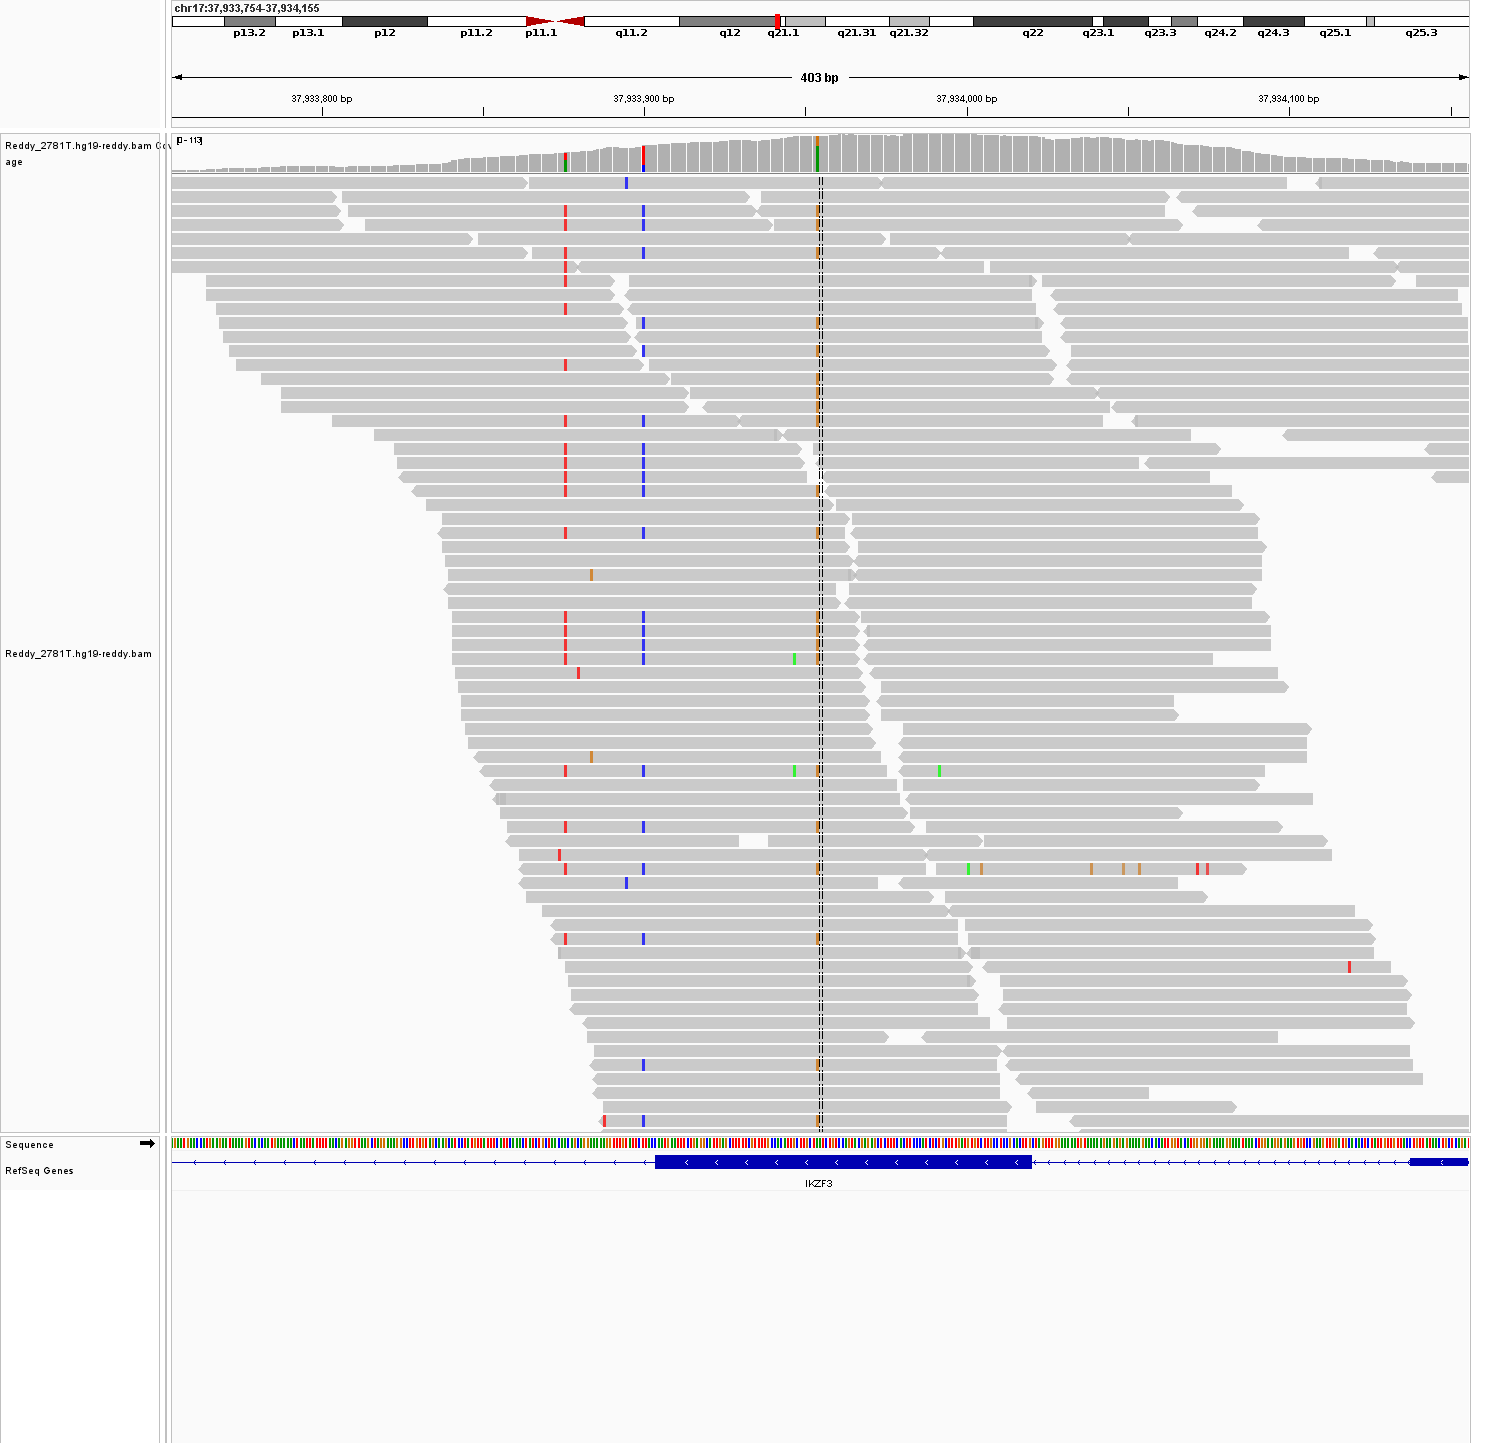 chr17:37,933,754-37,934,155
p13.2 p13.1 p12 p11.2 p11.1 q11.2 q12 q21.1 q21.31 q21.32 q22 q23.1 q23.3 q24.2 q24.3 q25.1 q25.3
403 bp
37,933,800 bp 37,933,900 bp 37,934,000 bp 37,934,100 bp
[0 - 113]
Reddy_2781T.hg19-reddy.bam Cov
age
Reddy_2781T.hg19-reddy.bam
Sequence
RefSeq Genes
IKZF3